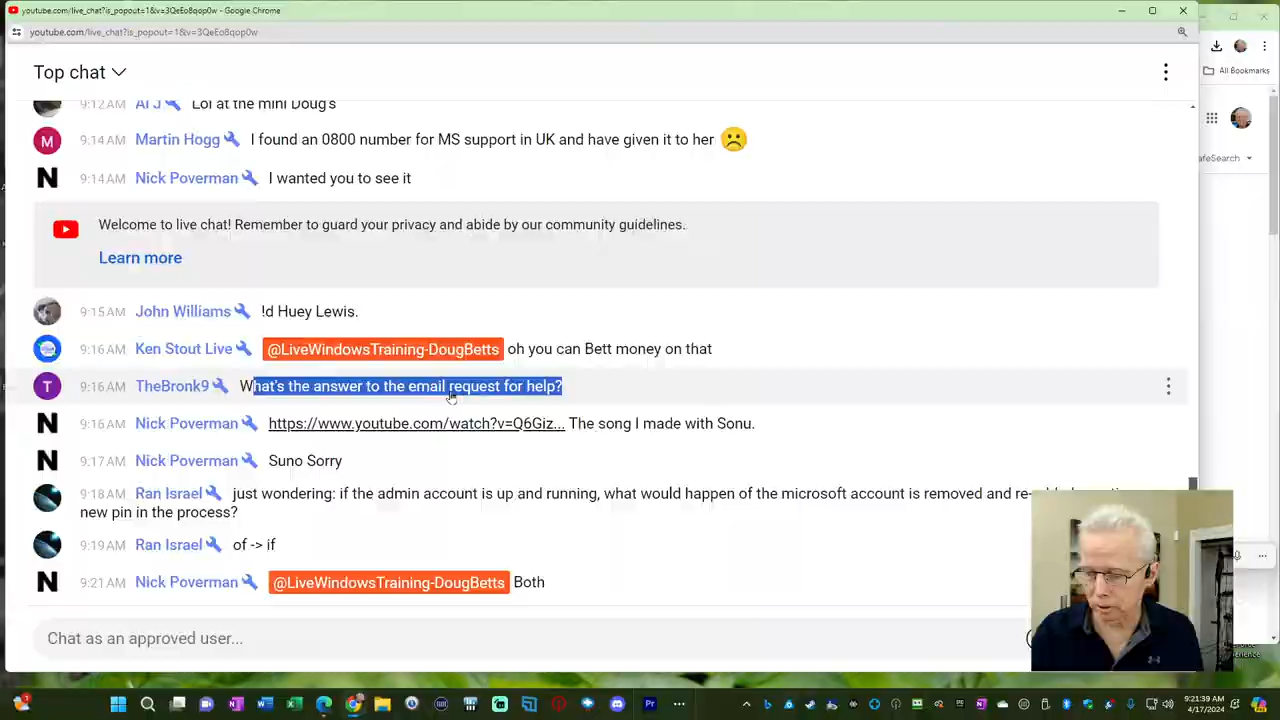 youtube.com/live_chat?is_popout=1&v=3QeEo8qop0w - Google Chrome
youtube.com/live_chat?is_popout=1&v=3QeEo8qop0w
All Bookmarks
Top chat
9:12 AM Al J Lol at the mini Doug's
9:14 AM Martin Hogg I found an 0800 number for MS support in UK and have given it to her
afeSearch
9:14 AM Nick Poverman I wanted you to see it
Welcome to live chat! Remember to guard your privacy and abide by our community guidelines.
Learn more
9:15 AM John Williams !d Huey Lewis.
9:16 AM Ken Stout Live @LiveWindowsTraining-DougBetts oh you can Bett money on that
T 9:16 AM TheBronk9 What's the answer to the email request for help?
9:16 AM Nick Poverman https://www.youtube.com/watch?v=Q6Giz... The song I made with Sonu.
9:17 AM Nick Poverman Suno Sorry
9:18 AM Ran Israel just wondering: if the admin account is up and running, what would happen of the microsoft account is removed and re-
new pin in the process?
9:19 AM Ran Israel of -> if
9:21 AM Nick Poverman @LiveWindowsTraining-DougBetts Both
Chat as an approved user...
9:21:39 AM
4/17/2024